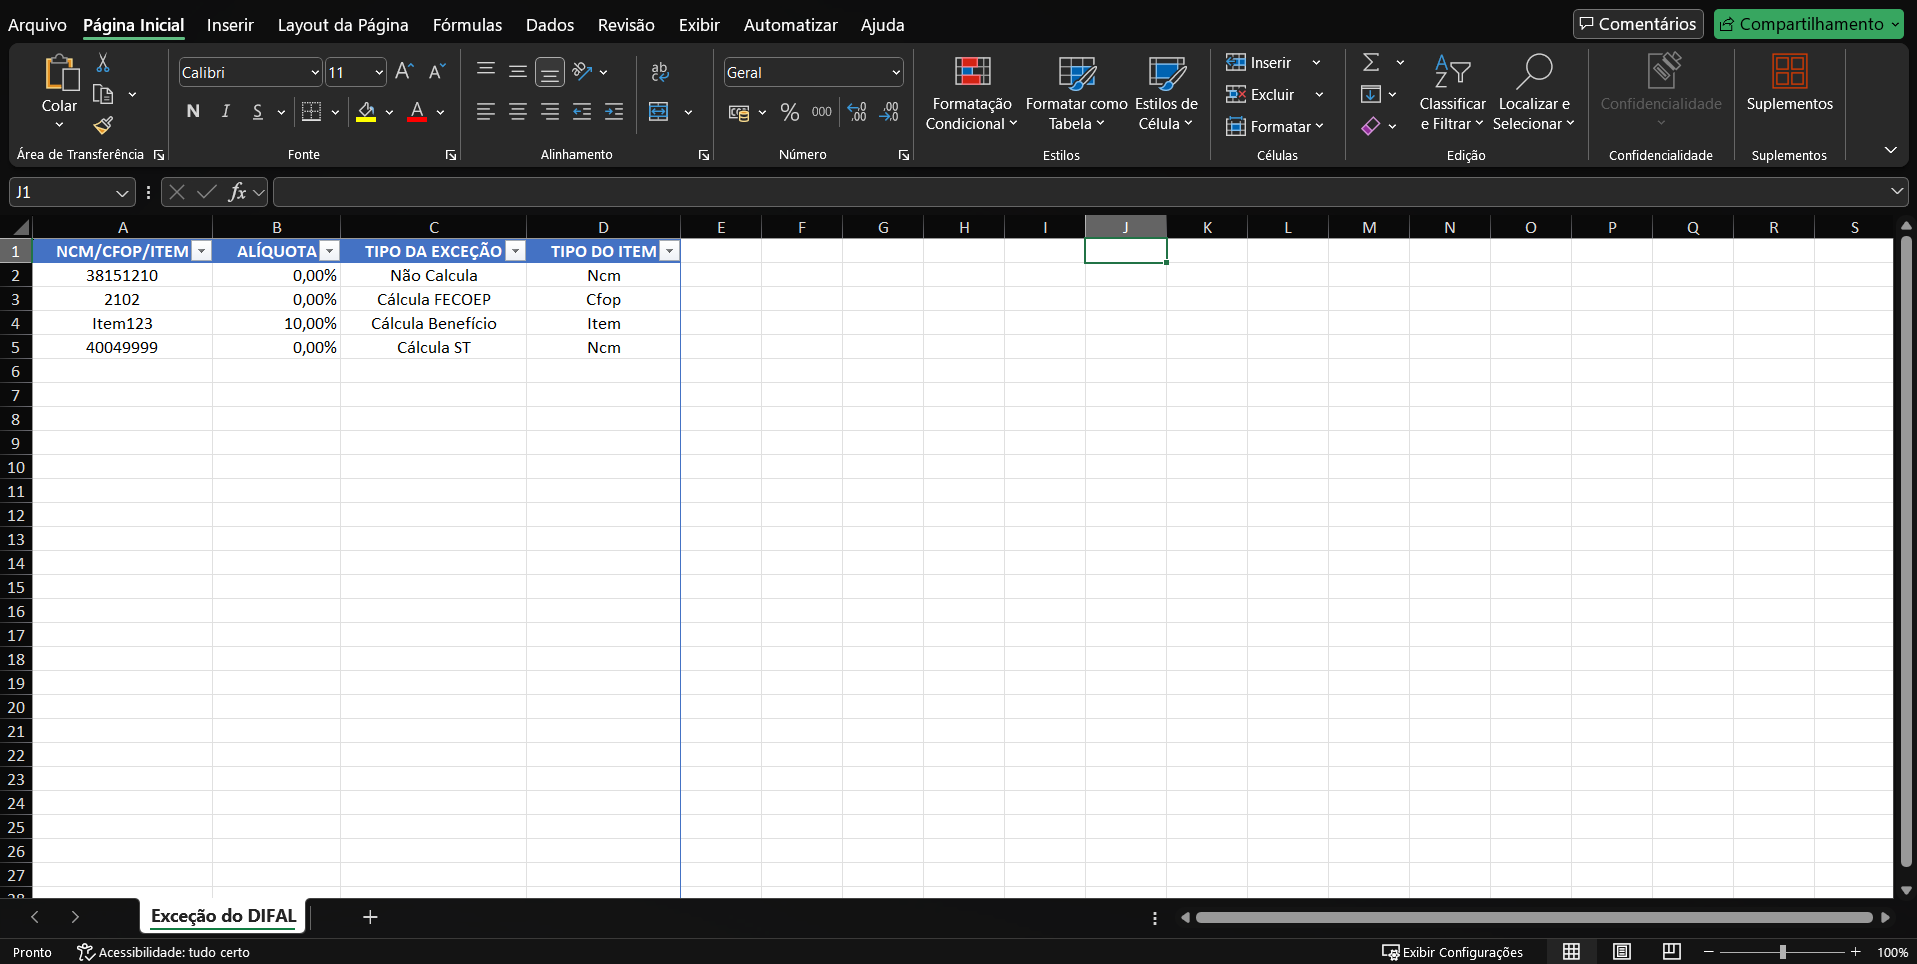 Arquivo Página Inicial Inserir Layout da Página Fórmulas Dados Revisão Exibir Automatizar Ajuda Comentários Compartilhamento
Colar
Área de Transferência
Calibri 11
N I S
Fonte
ab
Alinhamento
Geral
% 000 ,00 ,00
Número
Formatação Condicional
Formatar como Tabela
Estilos de Célula
Estilos
Inserir
Excluir
Formatar
Células
Classificar e Filtrar
Localizar e Selecionar
Edição
Confidencialidade
Confidencialidade
Suplementos
Suplementos
J1 fx
A B C D E F G H I J K L M N O P Q R S
1 NCM/CFOP/ITEM ALÍQUOTA TIPO DA EXCEÇÃO TIPO DO ITEM
2 38151210 0,00% Não Calcula Ncm
3 2102 0,00% Cálcula FECOEP Cfop
4 Item123 10,00% Cálcula Benefício Item
5 40049999 0,00% Cálcula ST Ncm
6
7
8
9
10
11
12
13
14
15
16
17
18
19
20
21
22
23
24
25
26
27
28
Exceção do DIFAL
Pronto Acessibilidade: tudo certo Exibir Configurações 100%